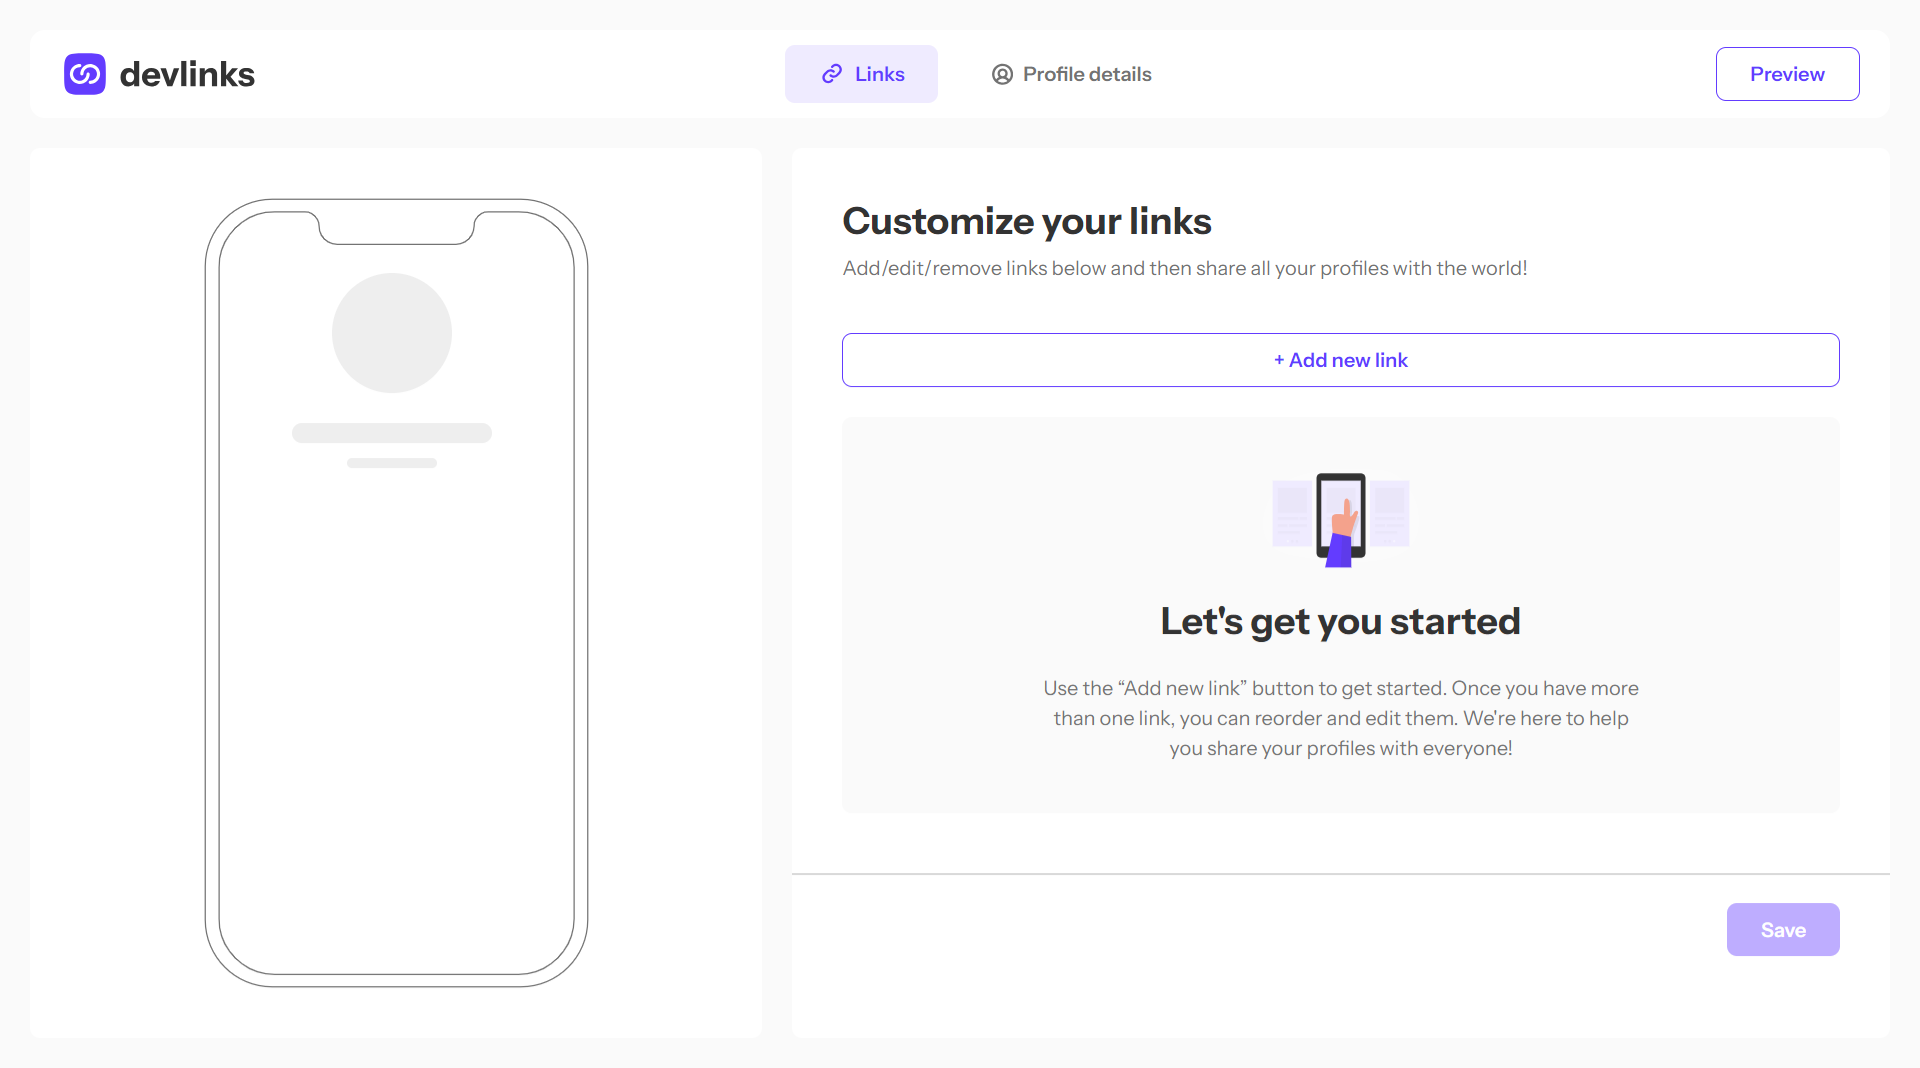 devlinks
Links
Profile details
Preview
Customize your links
Add/edit/remove links below and then share all your profiles with the world!
+ Add new link
Let's get you started
Use the “Add new link” button to get started. Once you have more
than one link, you can reorder and edit them. We're here to help
you share your profiles with everyone!
Save